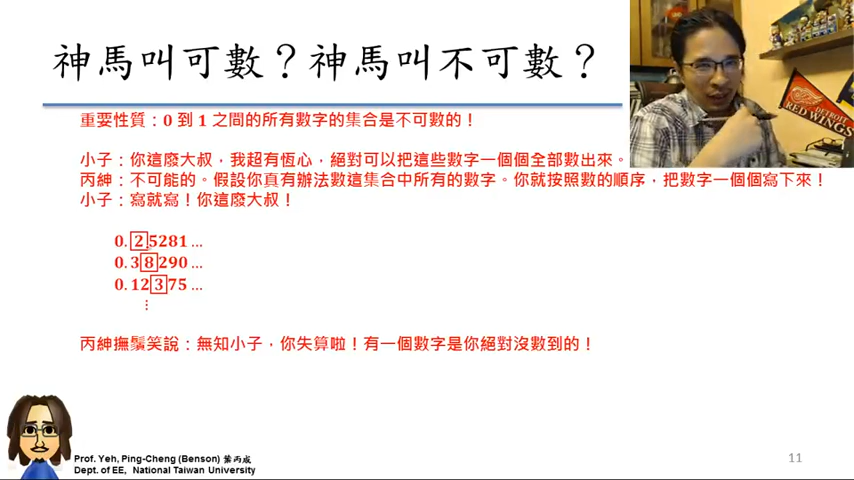 神馬叫可數？神馬叫不可數？
重要性質：0 到 1 之間的所有數字的集合是不可數的！
小子：你這廢大叔，我超有恆心，絕對可以把這些數字一個個全部數出來。
丙紳：不可能的。假設你真有辦法數這集合中所有的數字。你就按照數的順序，把數字一個個寫下來！
小子：寫就寫！你這廢大叔！
0.25281...
0.38290...
0.12375...
⋮
丙紳撫鬚笑說：無知小子，你失算啦！有一個數字是你絕對沒數到的！
DETROIT
RED WINGS
Prof. Yeh, Ping-Cheng (Benson) 葉丙成
Dept. of EE, National Taiwan University
11